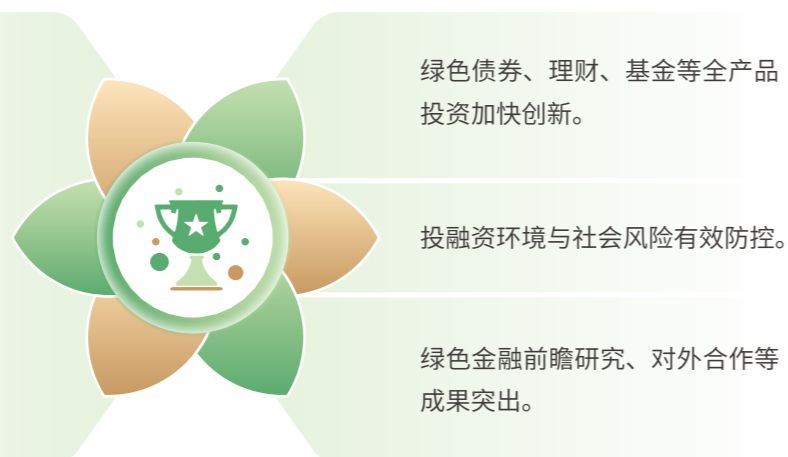 绿色债券、理财、基金等全产品
投资加快创新。
投融资环境与社会风险有效防控。
绿色金融前瞻研究、对外合作等
成果突出。